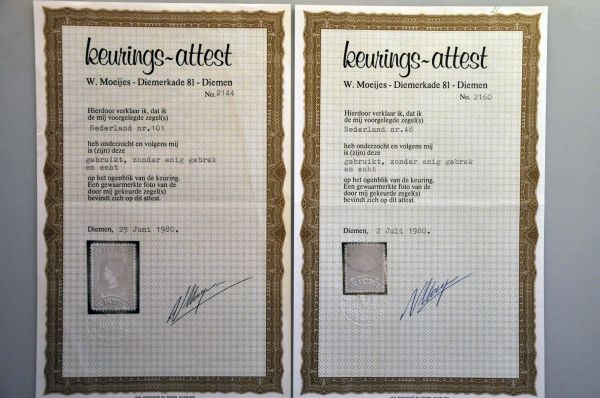 keurings~attest
W. Moeijes - Diemerkade 81 - Diemen
No. 2144
Hierdoor verklaar ik, dat ik
de mij voorgelegde zegel(s)
Nederland nr.101
heb onderzocht en volgens mij
is (zijn) deze
gebruikt, zonder enig gebrek
en echt
op het ogenblik van de keuring.
Een gewaarmerkte foto van de
door mij gekeurde zegel(s)
bevindt zich op dit attest.
Diemen, 25 Juni 1980.
keurings~attest
W. Moeijes - Diemerkade 81 - Diemen
No. 2160
Hierdoor verklaar ik, dat ik
de mij voorgelegde zegel(s)
Nederland nr.48
heb onderzocht en volgens mij
is (zijn) deze
gebruikt, zonder enig gebrek
en echt
op het ogenblik van de keuring.
Een gewaarmerkte foto van de
door mij gekeurde zegel(s)
bevindt zich op dit attest.
Diemen, 2 Juli 1980.